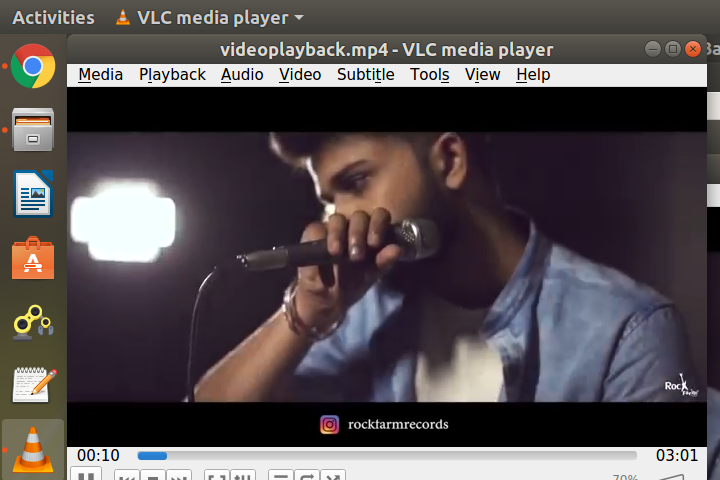 Activities VLC media player
videoplayback.mp4 - VLC media player
Media Playback Audio Video Subtitle Tools View Help
Rock
rockfarmrecords
00:10 03:01
70%